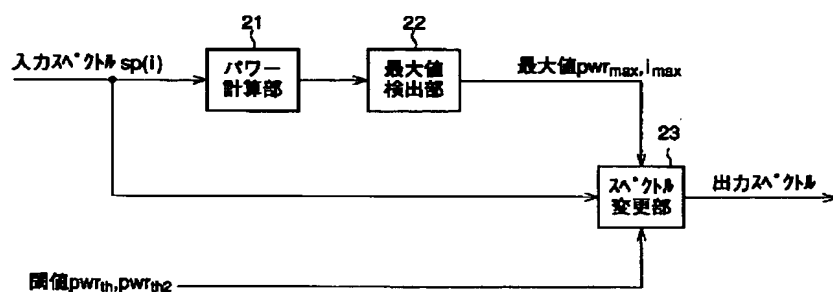 21
22
入力スペクトル sp(i)
パワー
計算部
最大値
検出部
最大値pwrmax,imax
23
スペクトル
変更部
出力スペクトル
閾値pwrth,pwrth2